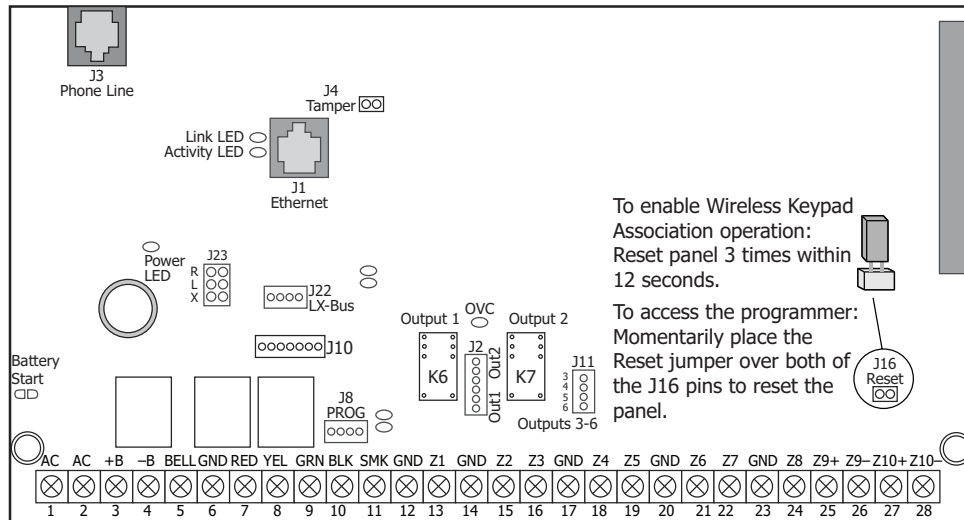 J3
Phone Line
J4
Tamper
Link LED
Activity LED
J1
Ethernet
To enable Wireless Keypad
Association operation:
Reset panel 3 times within
12 seconds.
To access the programmer:
Momentarily place the
Reset jumper over both of
the J16 pins to reset the
panel.
J16
Reset
Power
LED
J23
R
L
X
J22
LX-Bus
J10
OVC
Output 1
Output 2
J2
Out2
Out1
K6
K7
J11
3
4
5
6
Outputs 3-6
Battery
Start
J8
PROG
AC AC +B –B BELL GND RED YEL GRN BLK SMK GND Z1 GND Z2 Z3 GND Z4 Z5 GND Z6 Z7 GND Z8 Z9+ Z9– Z10+ Z10–
1 2 3 4 5 6 7 8 9 10 11 12 13 14 15 16 17 18 19 20 21 22 23 24 25 26 27 28